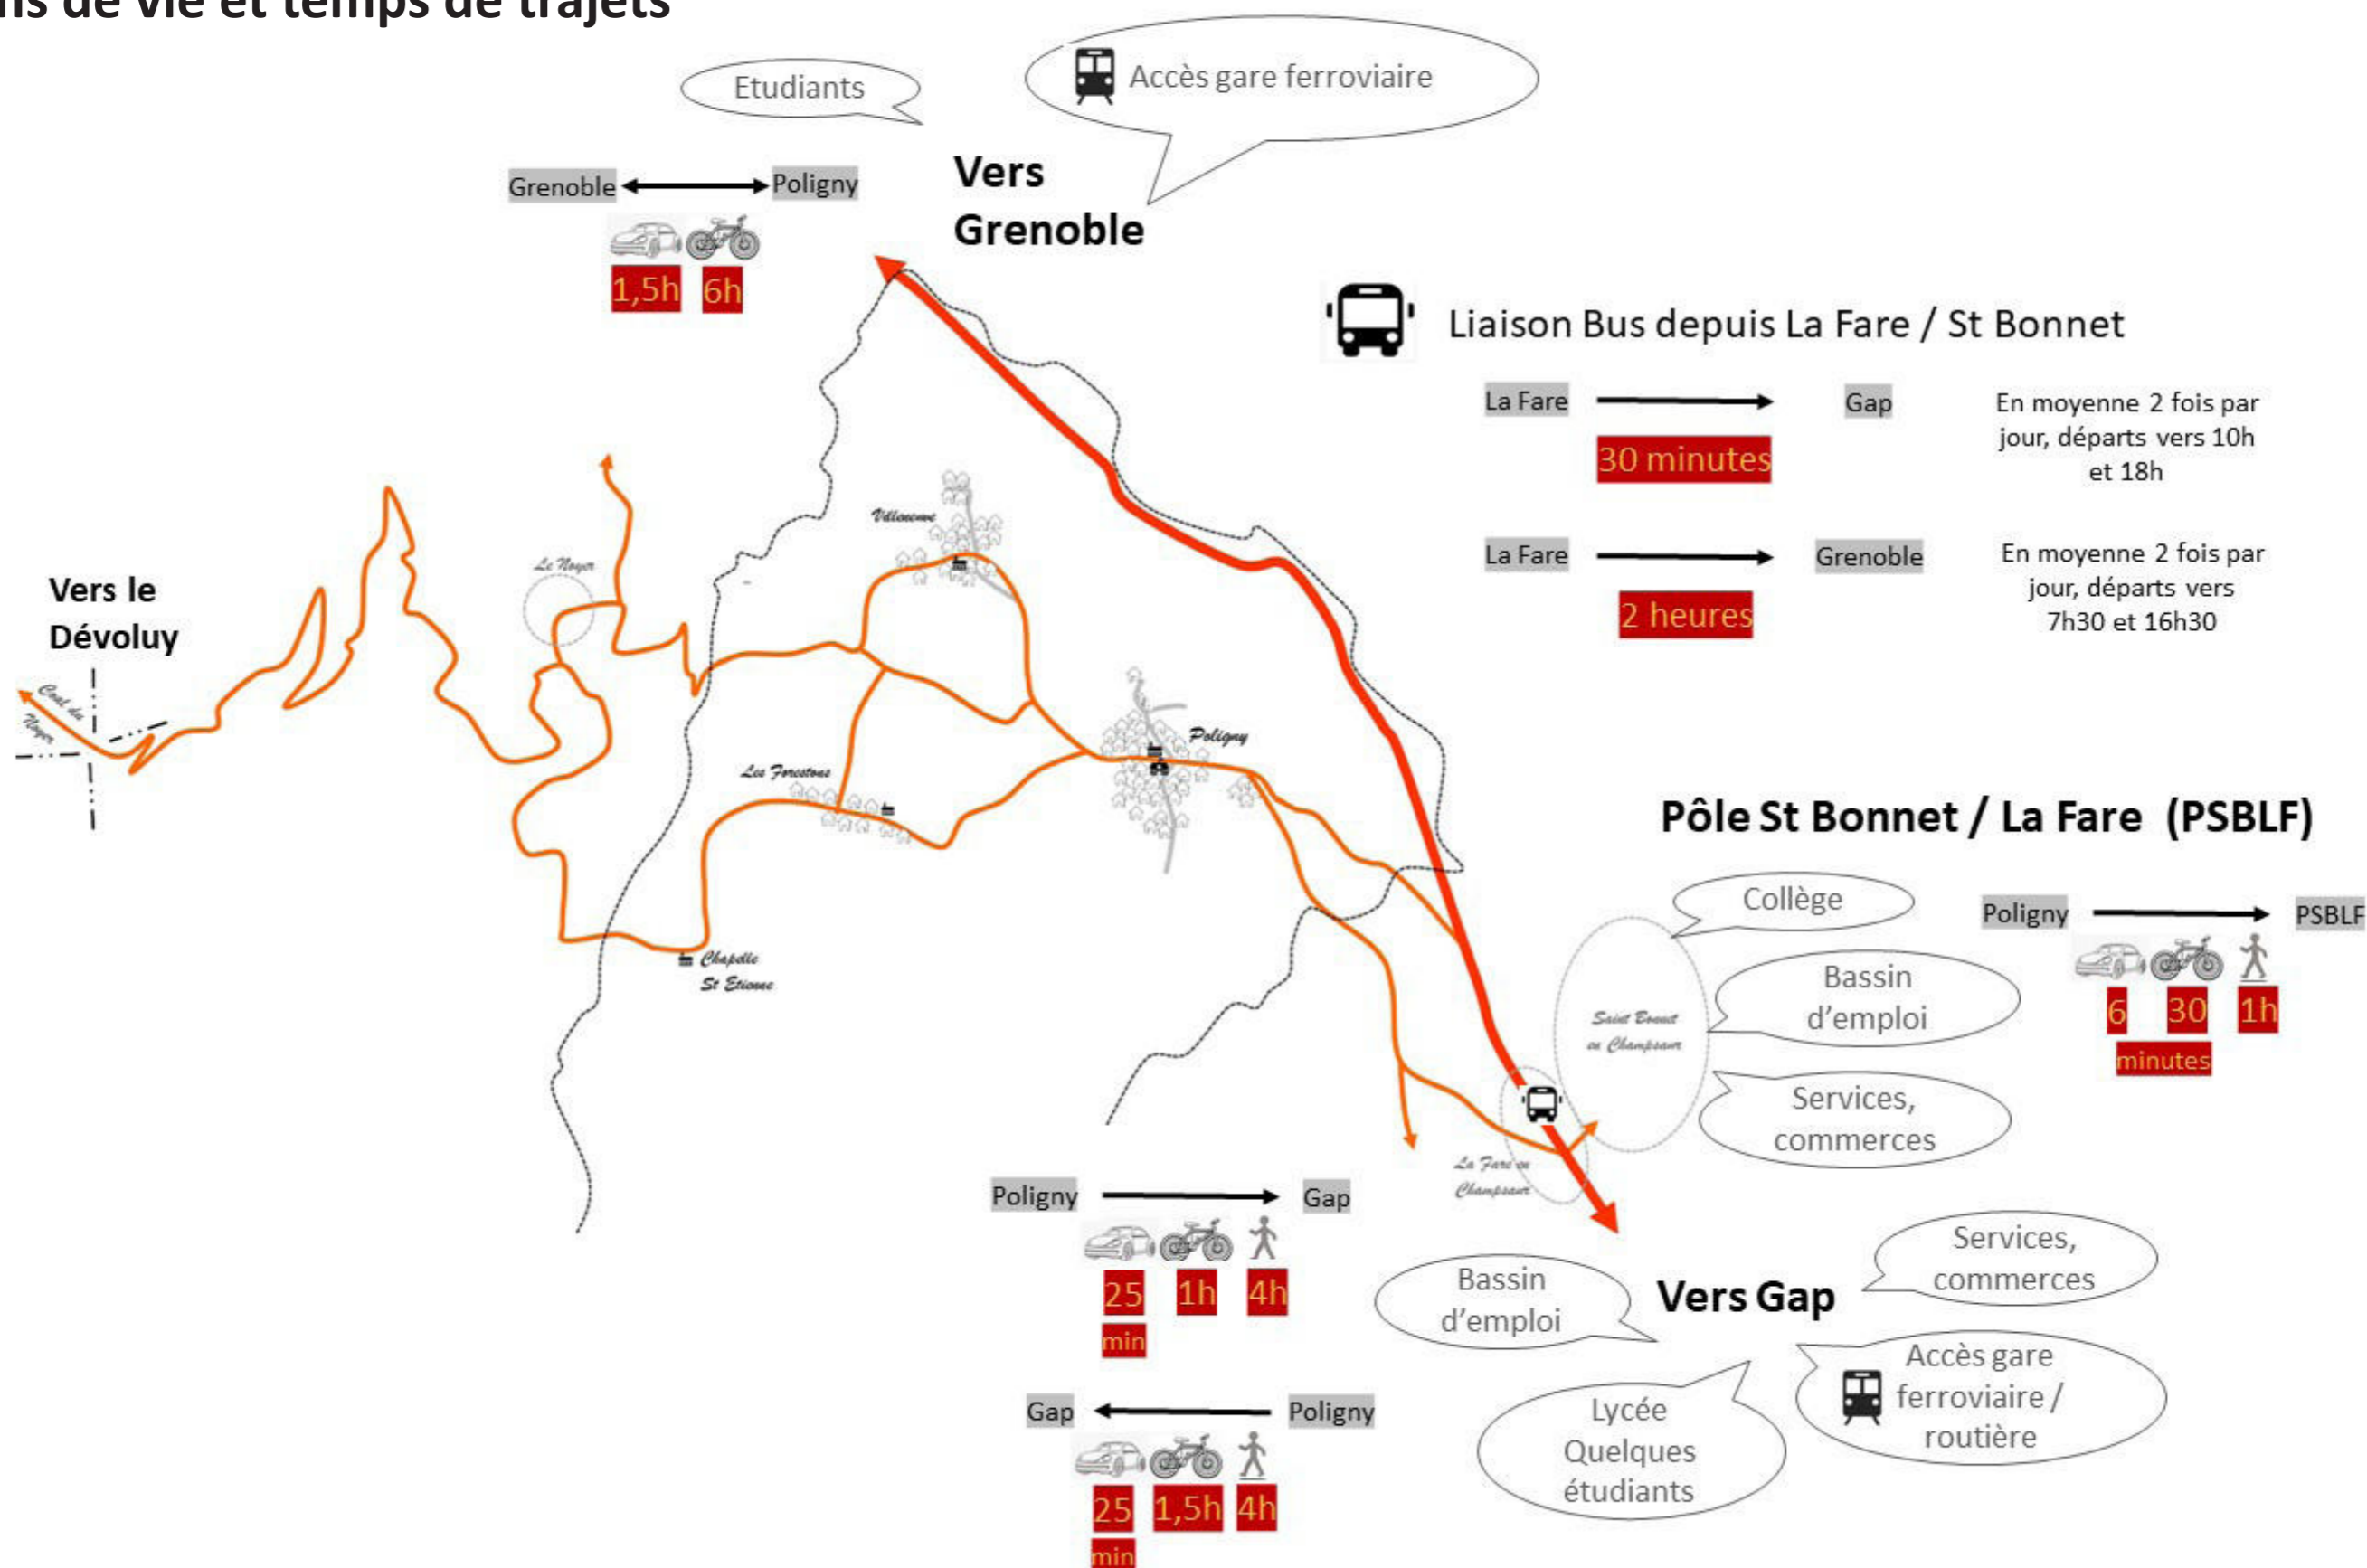 ns de vie et temps de trajets
Etudiants
Accès gare ferroviaire
Grenoble
Poligny
1,5h
6h
Vers
Grenoble
Liaison Bus depuis La Fare / St Bonnet
La Fare
Gap
30 minutes
En moyenne 2 fois par
jour, départs vers 10h
et 18h
La Fare
Grenoble
2 heures
En moyenne 2 fois par
jour, départs vers
7h30 et 16h30
Villeneuve
Le Noyer
Vers le
Dévoluy
Coal du
Noyer
Poligny
Les Forestons
Chapelle
St Etienne
Pôle St Bonnet / La Fare (PSBLF)
Collège
Bassin
d'emploi
Services,
commerces
Saint Bonnet
en Champsaur
Poligny
PSBLF
6
30
1h
minutes
La Fare en
Champsaur
Poligny
Gap
25
1h
4h
min
Gap
Poligny
25
1,5h
4h
min
Vers Gap
Bassin
d'emploi
Services,
commerces
Accès gare
ferroviaire /
routière
Lycée
Quelques
étudiants